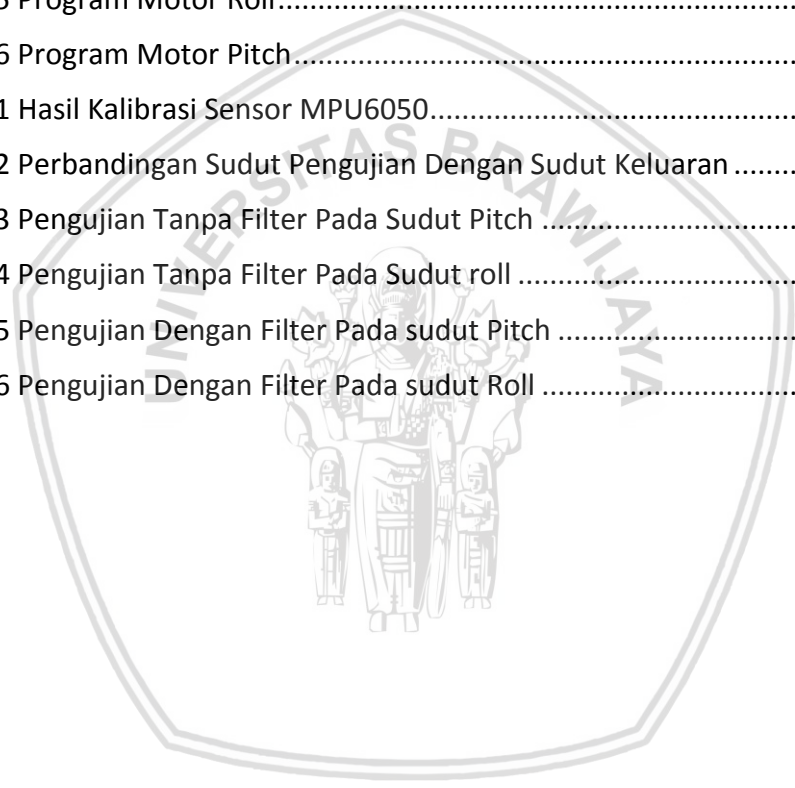 Program Motor Roll..........................................................................
6 Program Motor Pitch........................................................................
1 Hasil Kalibrasi Sensor MPU6050....................................................
2 Perbandingan Sudut Pengujian Dengan Sudut Keluaran ........
3 Pengujian Tanpa Filter Pada Sudut Pitch ....................................
4 Pengujian Tanpa Filter Pada Sudut roll .......................................
5 Pengujian Dengan Filter Pada sudut Pitch ..................................
6 Pengujian Dengan Filter Pada sudut Roll ....................................
UNIVERSITAS BRAWIJAYA